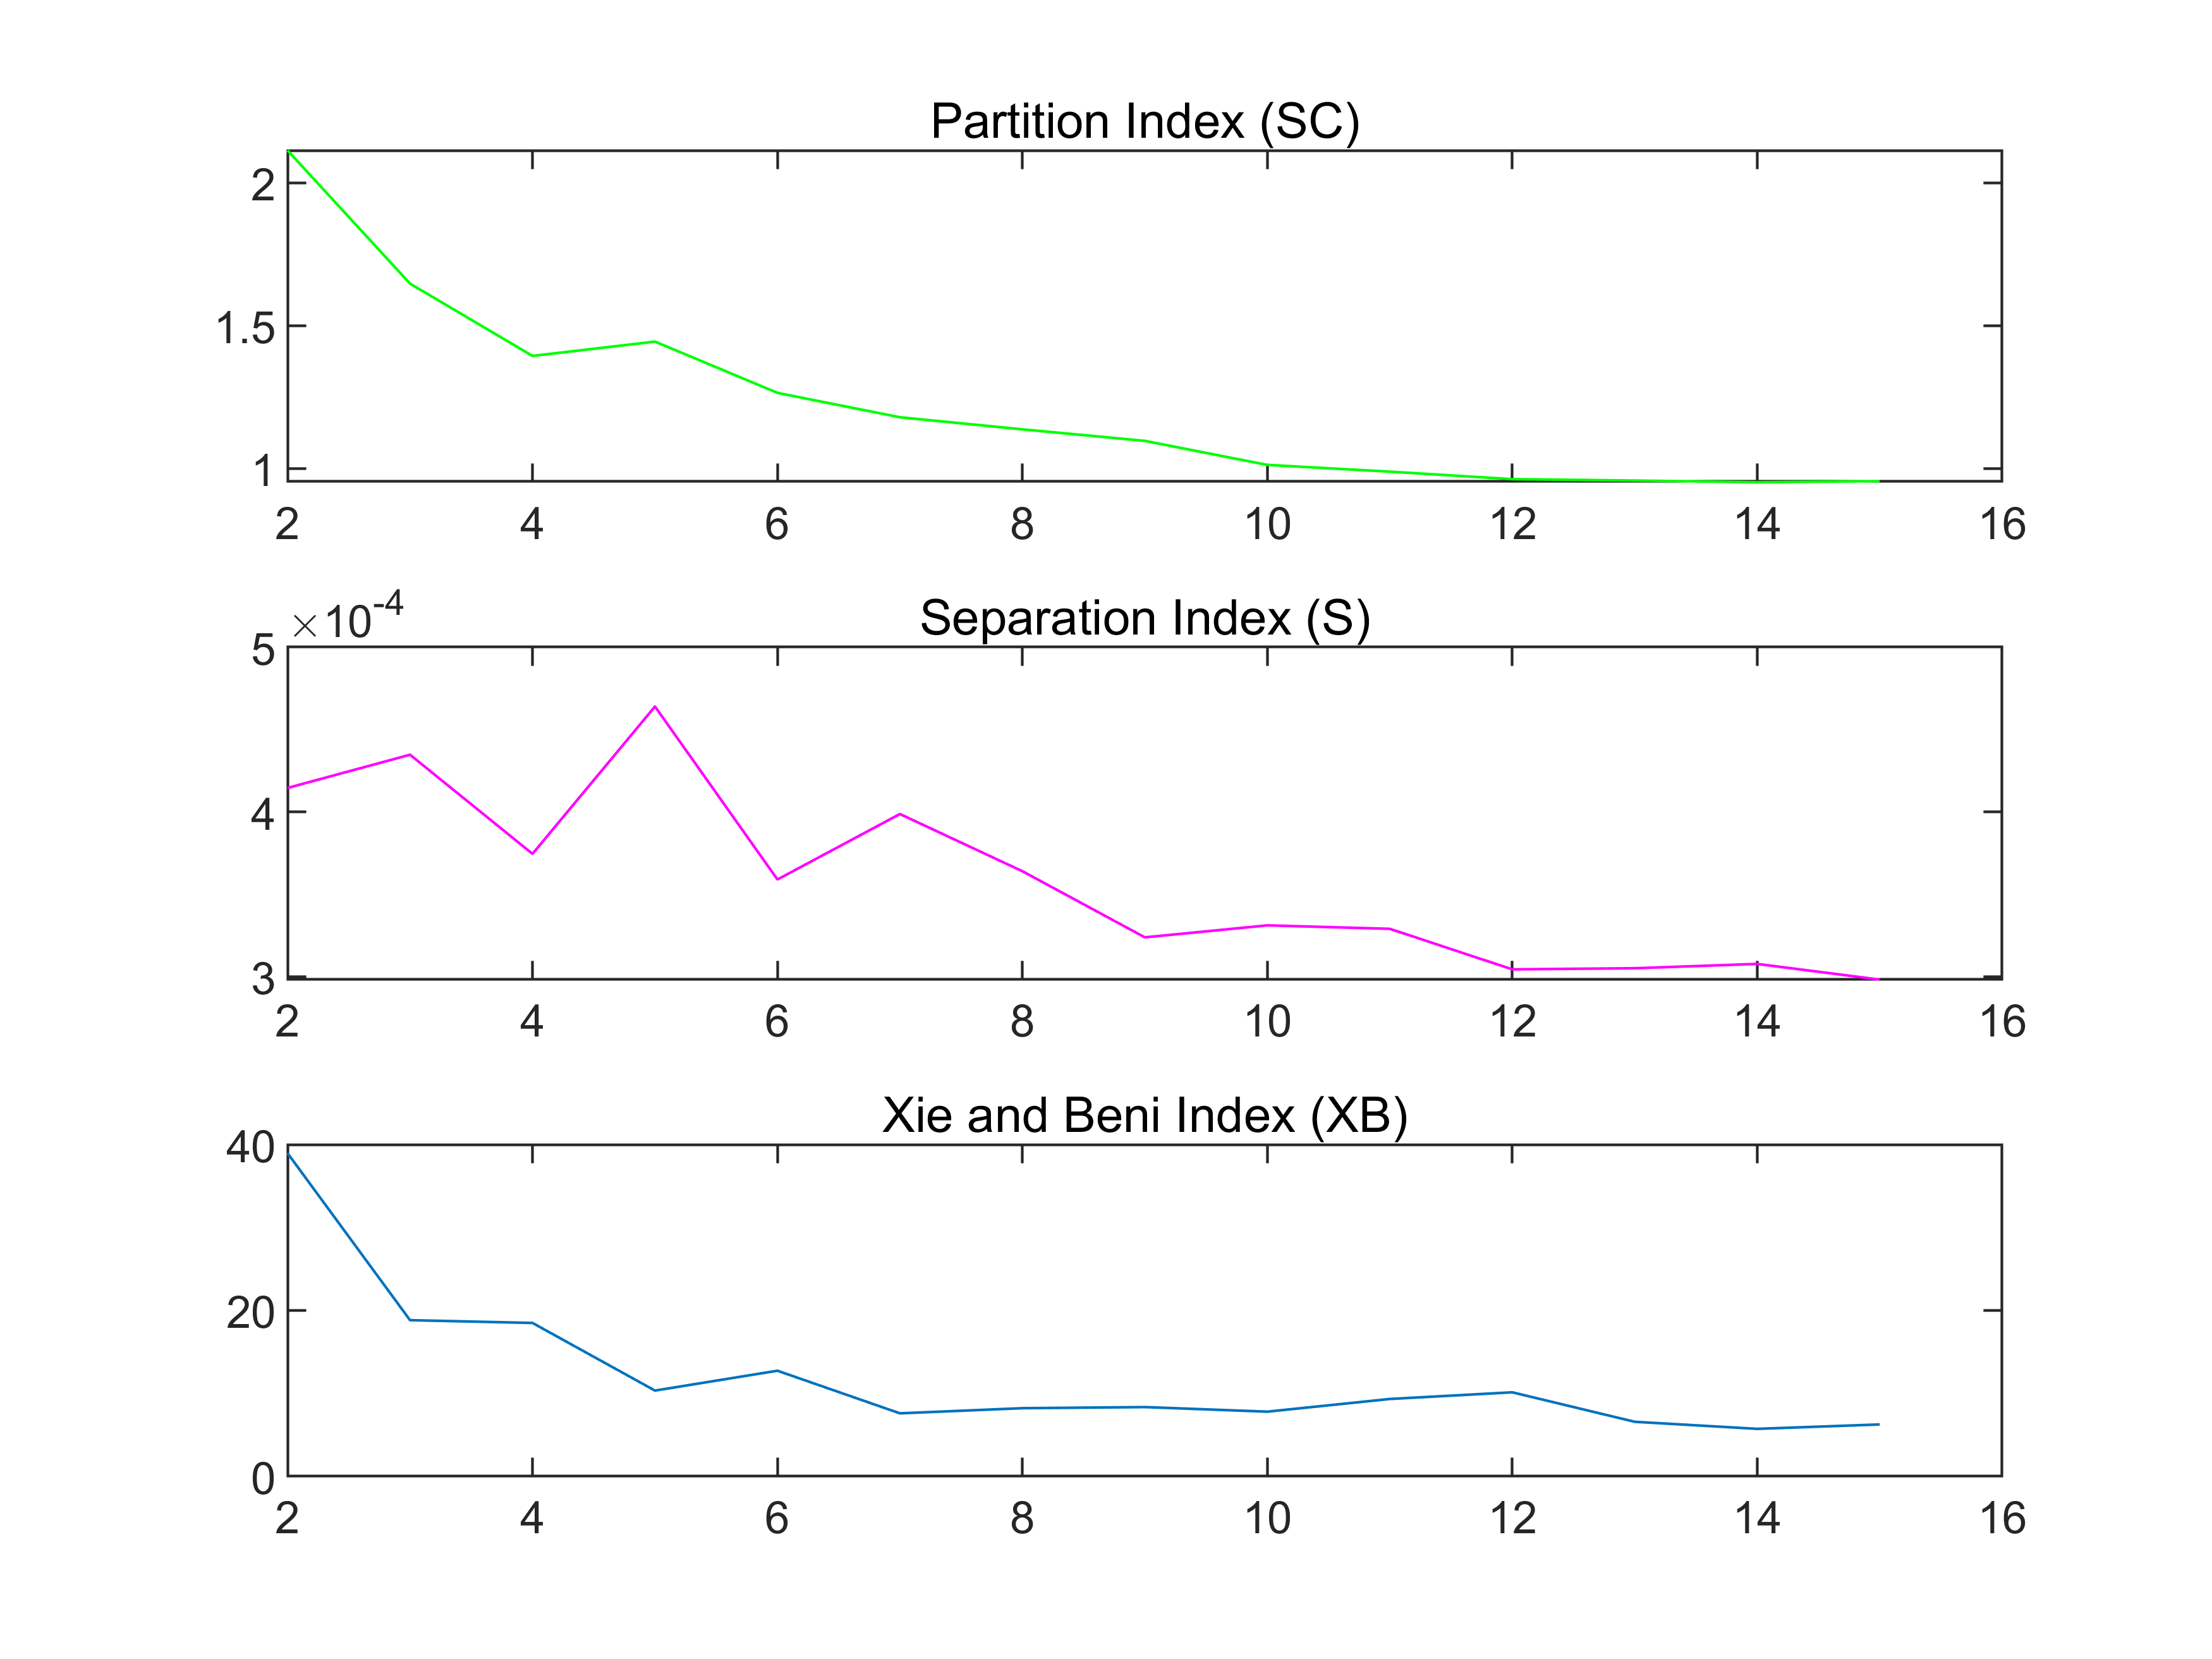 Partition Index (SC)
2
1.5
1
2 4 6 8 10 12 14 16
×10-4
Separation Index (S)
5
4
3
2 4 6 8 10 12 14 16
Xie and Beni Index (XB)
40
20
0
2 4 6 8 10 12 14 16